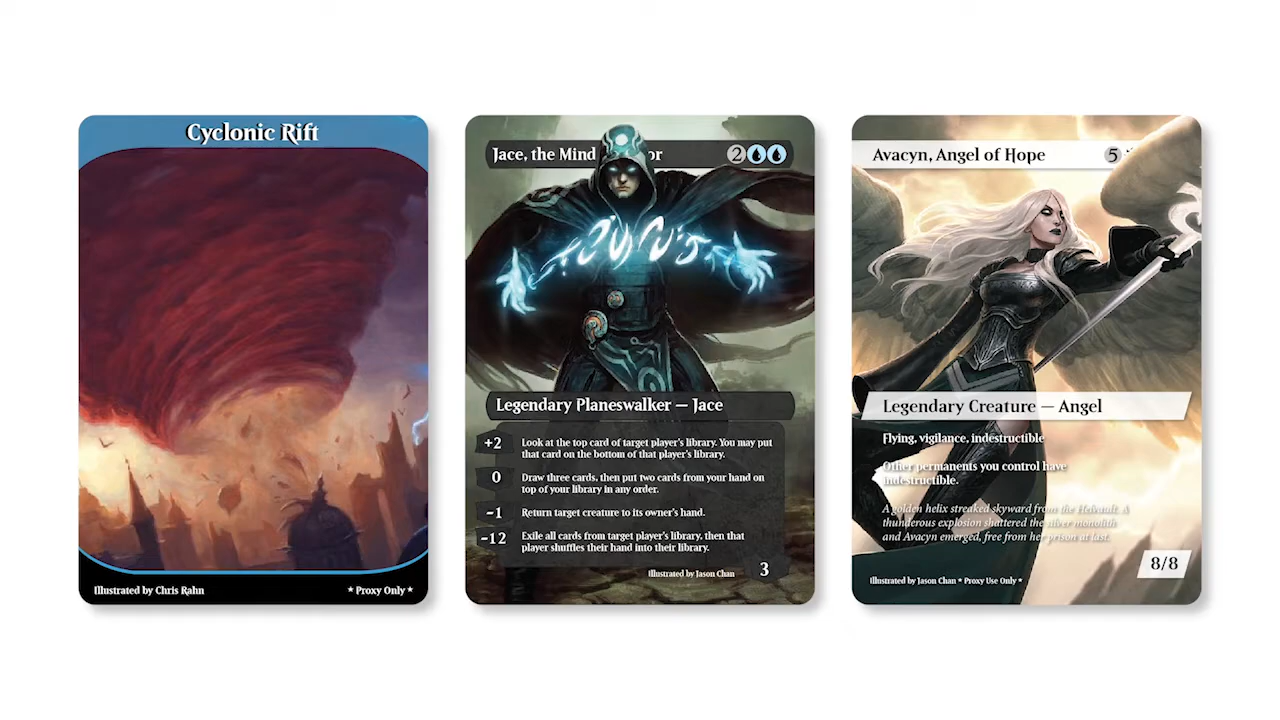 Cyclonic Rift
Illustrated by Chris Rahn
* Proxy Only *
Jace, the Mind or
2
Legendary Planeswalker — Jace
+2
Look at the top card of target player's library. You may put
that card on the bottom of that player's library.
0
Draw three cards, then put two cards from your hand on
top of your library in any order.
-1
Return target creature to its owner's hand.
-12
Exile all cards from target player's library, then that
player shuffles their hand into their library.
Illustrated by Jason Chan
3
Avacyn, Angel of Hope
5
Legendary Creature — Angel
Flying, vigilance, indestructible
Other permanents you control have
indestructible.
A golden helix streaked skyward from the Helvault. A
thunderous explosion shattered the silver monolith
and Avacyn emerged, free from her prison at last.
8/8
Illustrated by Jason Chan * Proxy Use Only *